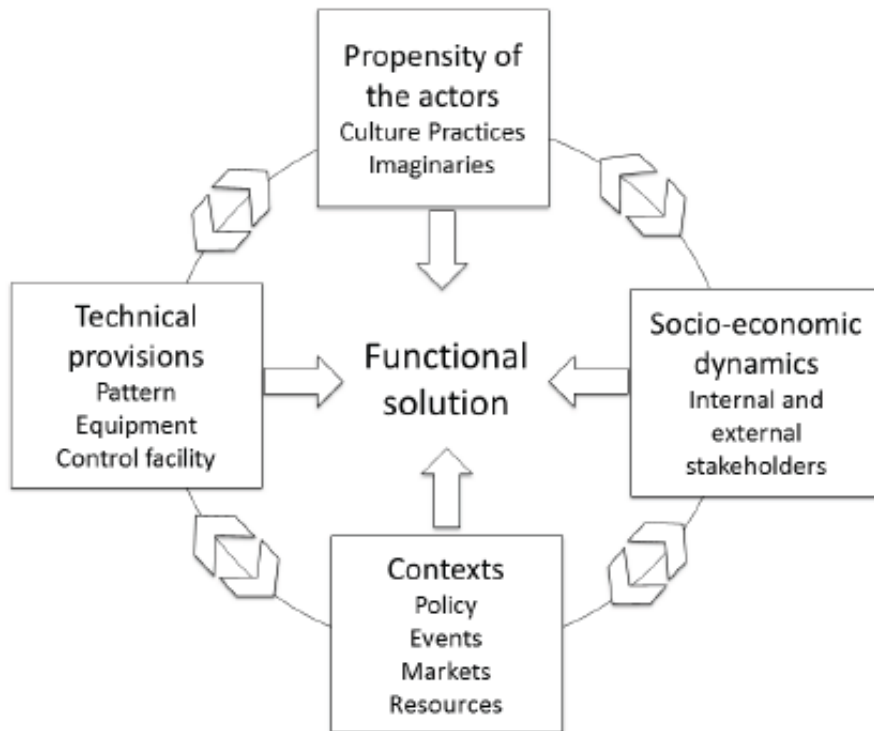 Propensity of
the actors
Culture Practices
Imaginaries
Technical
provisions
Pattern
Equipment
Control facility
Functional
solution
Socio-economic
dynamics
Internal and
external
stakeholders
Contexts
Policy
Events
Markets
Resources